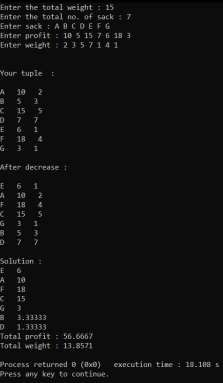 Enter the total weight : 15
Enter the total no. of sack : 7
Enter sack : A B C D E F G
Enter profit : 10 5 15 7 6 18 3
Enter weight : 2 3 5 7 1 4 1
Your tuple :
A 10 2
B 5 3
C 15 5
D 7 7
E 6 1
F 18 4
G 3 1
After decrease :
E 6 1
A 10 2
F 18 4
C 15 5
G 3 1
B 5 3
D 7 7
Solution :
E 6
A 10
F 18
C 15
G 3
B 3.33333
D 1.33333
Total profit : 56.6667
Total weight : 13.8571
Process returned 0 (0x0) execution time : 18.108 s
Press any key to continue.